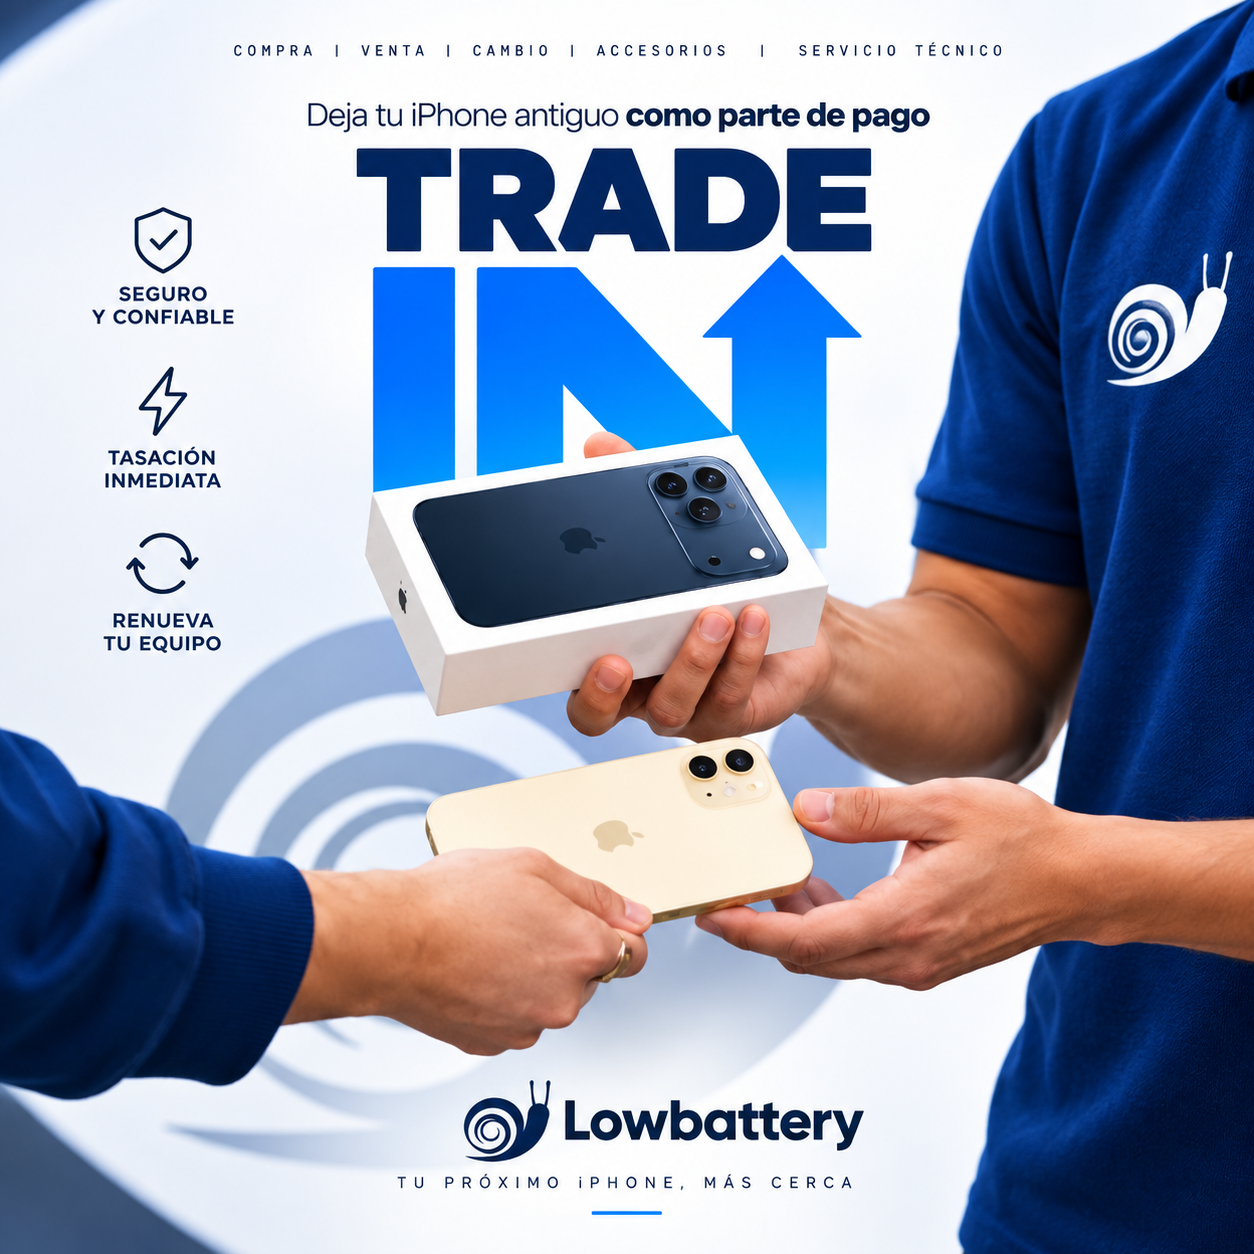 COMPRA | VENTA | CAMBIO | ACCESORIOS | SERVICIO TÉCNICO
Deja tu iPhone antiguo como parte de pago
TRADE
IN
SEGURO
Y CONFIABLE
TASACIÓN
INMEDIATA
RENUEVA
TU EQUIPO
Lowbattery
TU PRÓXIMO iPHONE, MÁS CERCA